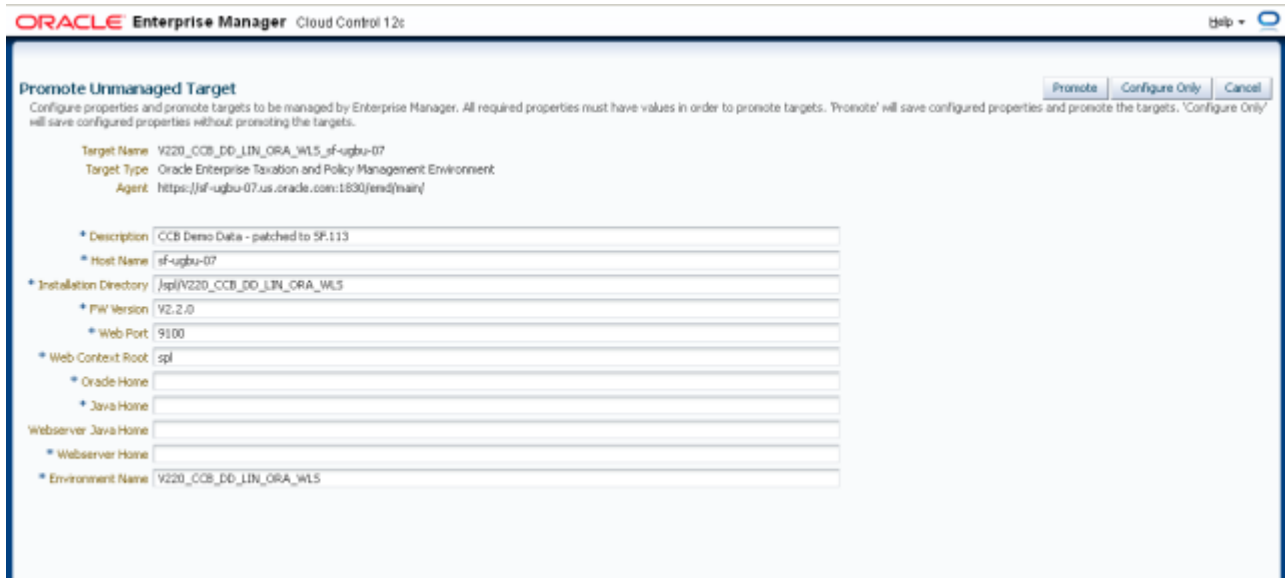 ORACLE Enterprise Manager Cloud Control 12c
Help
Promote Unmanaged Target
Promote Configure Only Cancel
Configure properties and promote targets to be managed by Enterprise Manager. All required properties must have values in order to promote targets. 'Promote' will save configured properties and promote the targets. 'Configure Only'
will save configured properties without promoting the targets.
Target Name V220_CCB_DD_LIN_ORA_WLS_sf-ugbu-07
Target Type Oracle Enterprise Taxation and Policy Management Environment
Agent https://sf-ugbu-07.us.oracle.com:1830/emd/main/
* Description CCB Demo Data - patched to SF.113
* Host Name sf-ugbu-07
* Installation Directory /spl/V220_CCB_DD_LIN_ORA_WLS
* FW Version V2.2.0
* Web Port 9100
* Web Context Root spl
* Oracle Home
* Java Home
Webserver Java Home
* Webserver Home
* Environment Name V220_CCB_DD_LIN_ORA_WLS